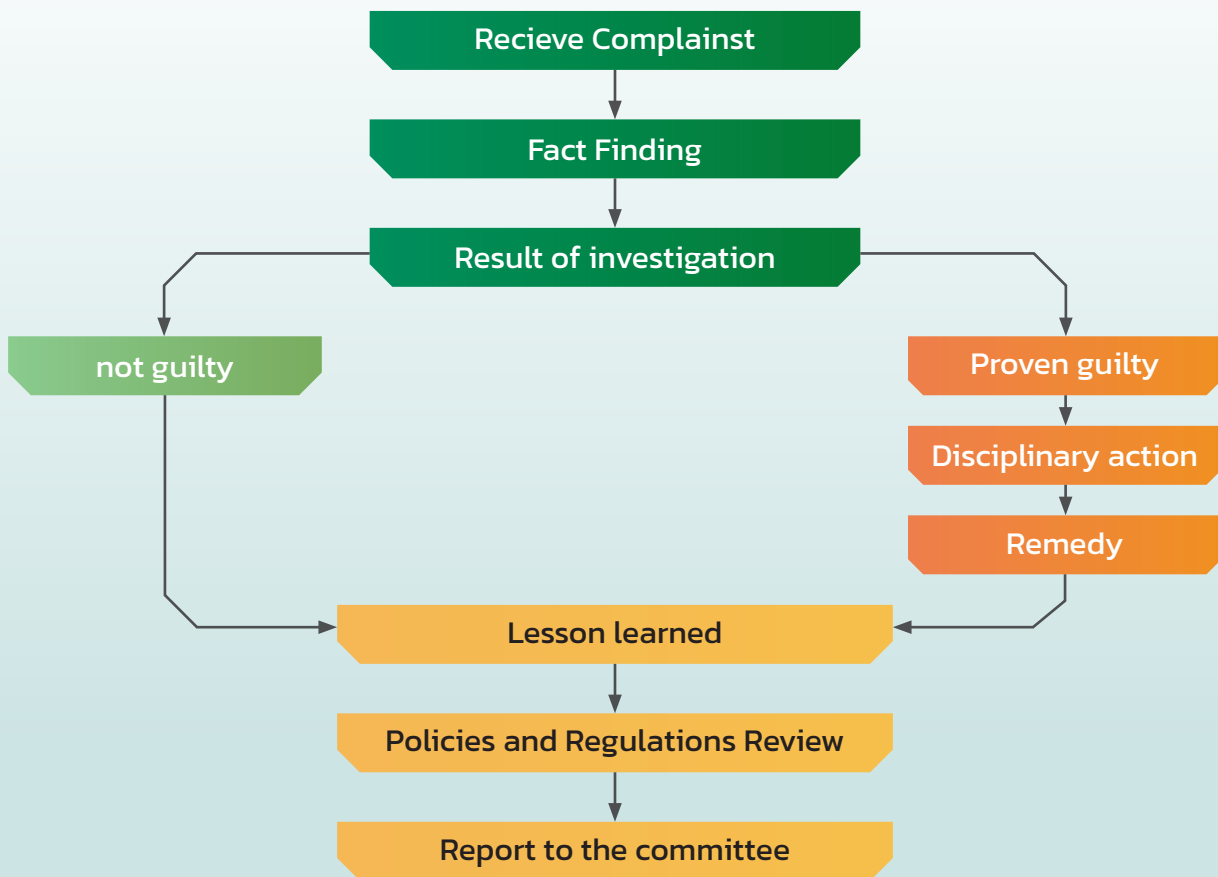 Recieve Complainst
Fact Finding
Result of investigation
not guilty
Proven guilty
Disciplinary action
Remedy
Lesson learned
Policies and Regulations Review
Report to the committee